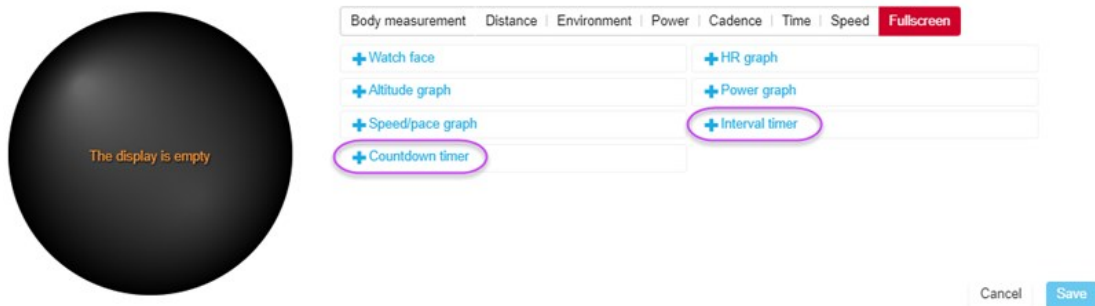 Body measurement Distance Environment Power Cadence Time Speed Fullscreen
Watch face
HR graph
Altitude graph
Power graph
Speed/pace graph
Interval timer
Countdown timer
The display is empty
Cancel Save